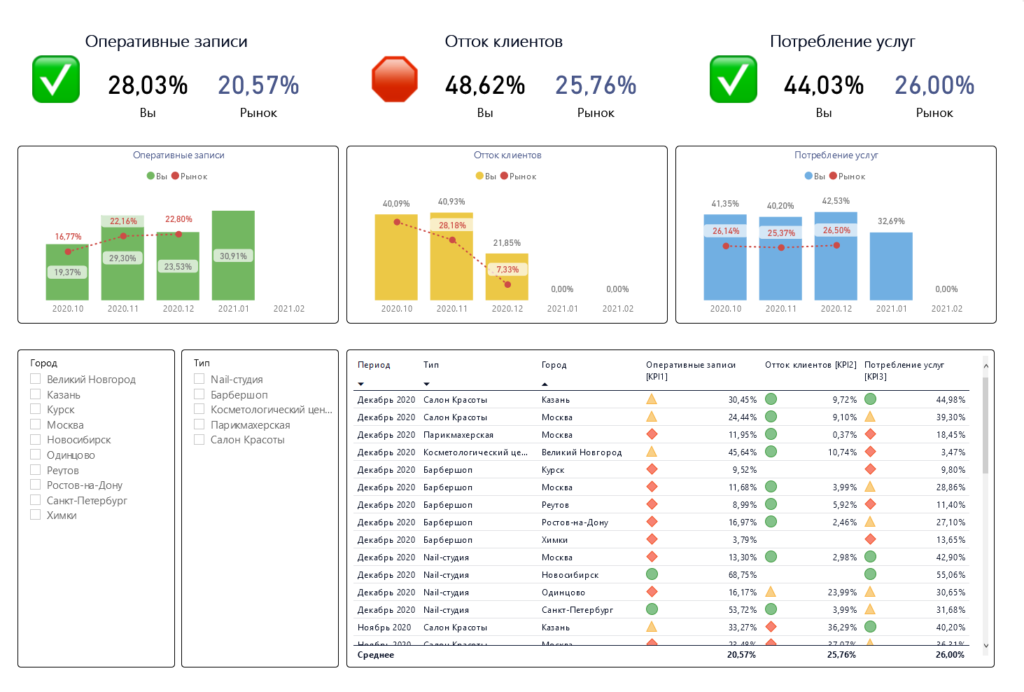 Оперативные записи
28,03% 20,57%
Вы Рынок
Отток клиентов
48,62% 25,76%
Вы Рынок
Потребление услуг
44,03% 26,00%
Вы Рынок
Оперативные записи
Вы Рынок
16,77% 22,16% 22,80%
19,37% 29,30% 23,53% 30,91%
2020.10 2020.11 2020.12 2021.01 2021.02
Отток клиентов
Вы Рынок
40,09% 40,93% 21,85% 0,00% 0,00%
28,18% 7,33%
2020.10 2020.11 2020.12 2021.01 2021.02
Потребление услуг
Вы Рынок
41,35% 40,20% 42,53% 32,69% 0,00%
26,14% 25,37% 26,50%
2020.10 2020.11 2020.12 2021.01 2021.02
Город
Великий Новгород
Казань
Курск
Москва
Новосибирск
Одинцово
Реутов
Ростов-на-Дону
Санкт-Петербург
Химки
Тип
Nail-студия
Барбершоп
Косметологический цен...
Парикмахерская
Салон Красоты
Период Тип Город Оперативные записи [KPI1] Отток клиентов [KPI2] Потребление услуг [KPI3]
Декабрь 2020 Салон Красоты Казань 30,45% 9,72% 44,98%
Декабрь 2020 Салон Красоты Москва 24,44% 9,10% 39,30%
Декабрь 2020 Парикмахерская Москва 11,95% 0,37% 18,45%
Декабрь 2020 Косметологический це... Великий Новгород 45,64% 10,74% 3,47%
Декабрь 2020 Барбершоп Курск 9,52% 9,80%
Декабрь 2020 Барбершоп Москва 11,68% 3,99% 28,86%
Декабрь 2020 Барбершоп Реутов 8,99% 5,92% 11,40%
Декабрь 2020 Барбершоп Ростов-на-Дону 16,97% 2,46% 27,10%
Декабрь 2020 Барбершоп Химки 3,79% 13,65%
Декабрь 2020 Nail-студия Москва 13,30% 2,98% 42,90%
Декабрь 2020 Nail-студия Новосибирск 68,75% 55,06%
Декабрь 2020 Nail-студия Одинцово 16,17% 23,99% 30,65%
Декабрь 2020 Nail-студия Санкт-Петербург 53,72% 3,99% 31,68%
Ноябрь 2020 Салон Красоты Казань 33,27% 36,29% 40,20%
Ноябрь 2020 Салон Красоты Москва
Среднее 20,57% 25,76% 26,00%